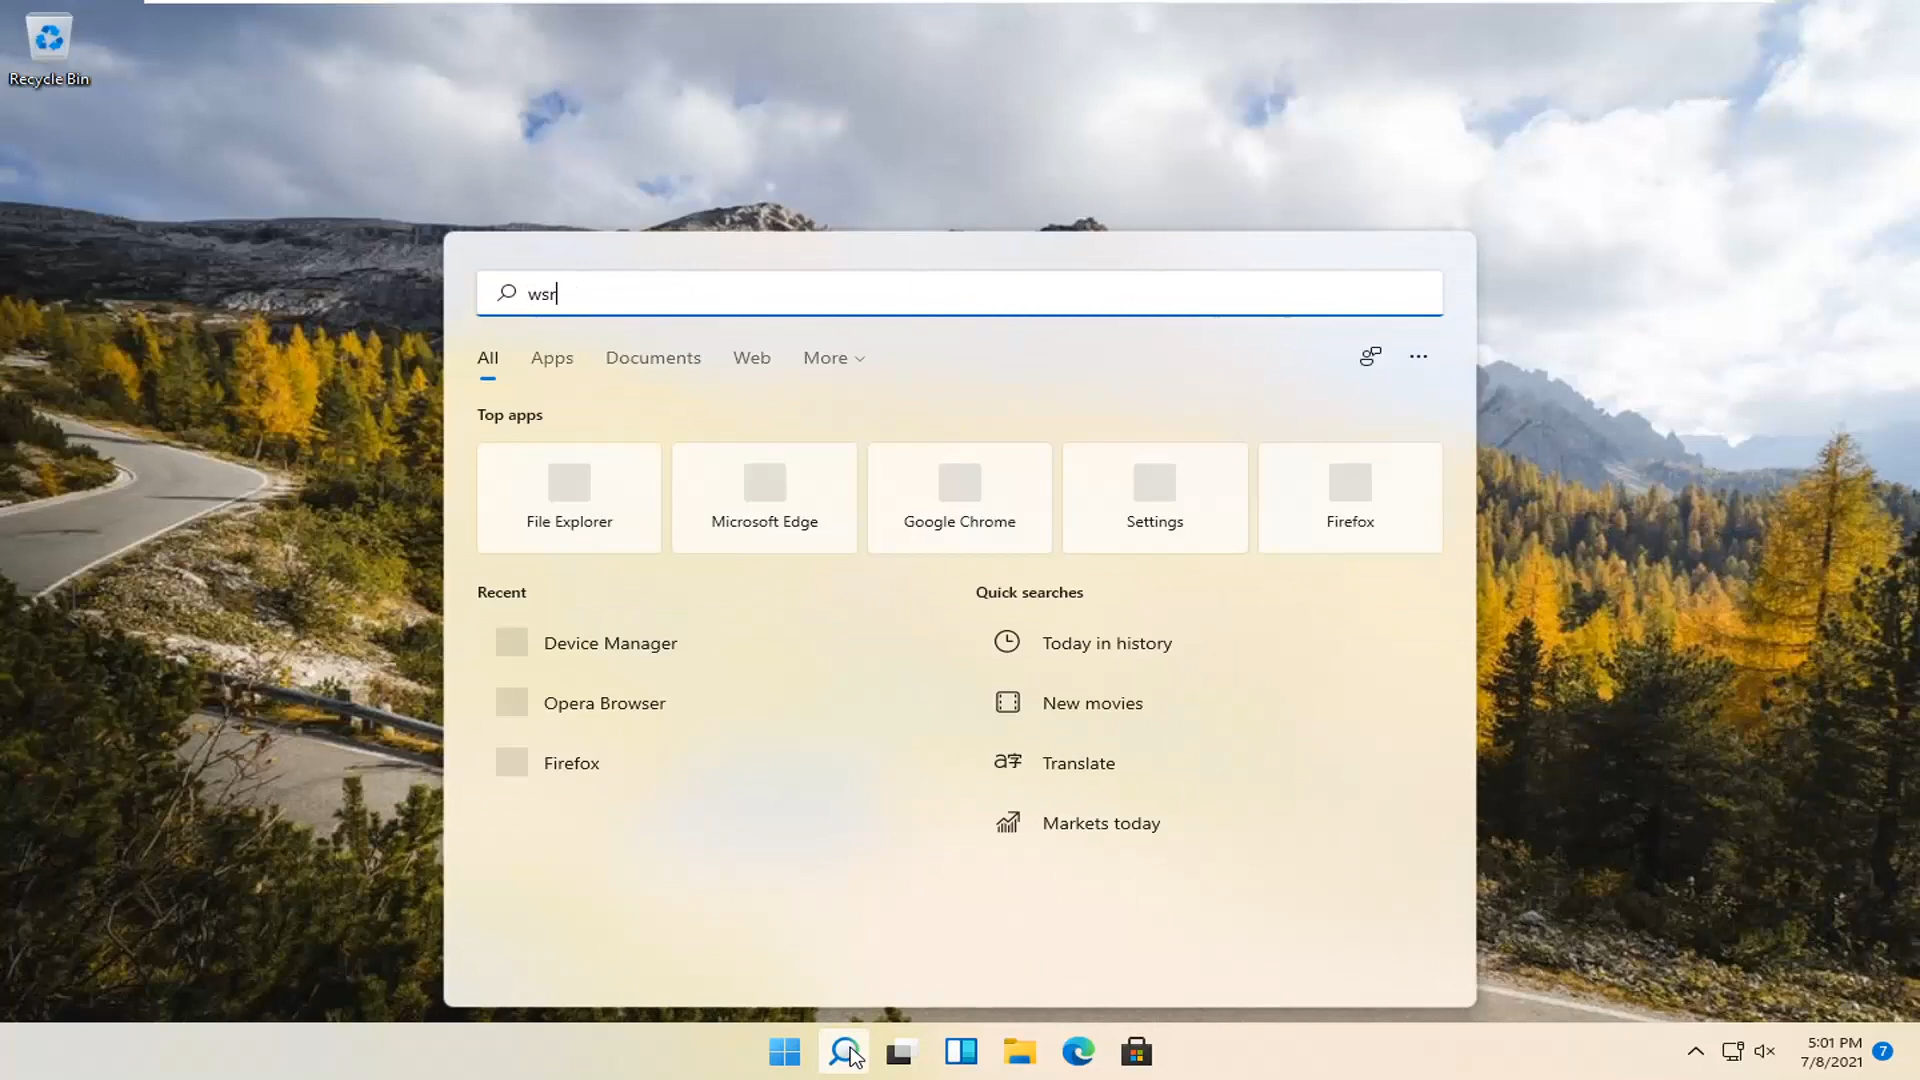 Recycle Bin
wsr
All Apps Documents Web More
Top apps
File Explorer Microsoft Edge Google Chrome Settings Firefox
Recent Quick searches
Device Manager Today in history
Opera Browser New movies
Firefox a字 Translate
Markets today
5:01 PM
7/8/2021 7